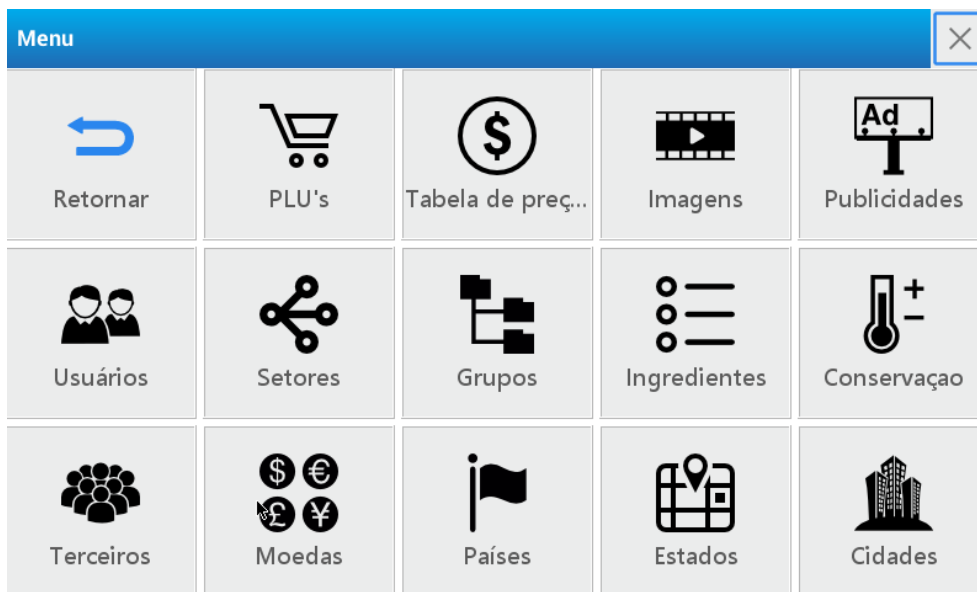 Menu
Ad
Retornar
PLU's
Tabela de preç...
Imagens
Publicidades
Usuários
Setores
Grupos
Ingredientes
Conservaçao
$ €
£ ¥
Terceiros
Moedas
Países
Estados
Cidades